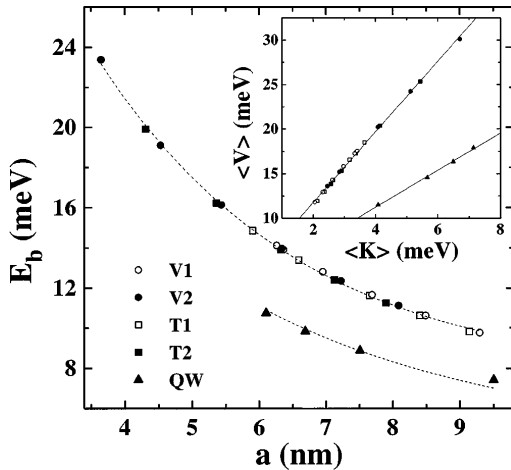 24
20
16
12
8
E_b (meV)
4 5 6 7 8 9
a (nm)
V1
V2
T1
T2
QW
30
25
20
15
10
<V> (meV)
2 4 6 8
<K> (meV)